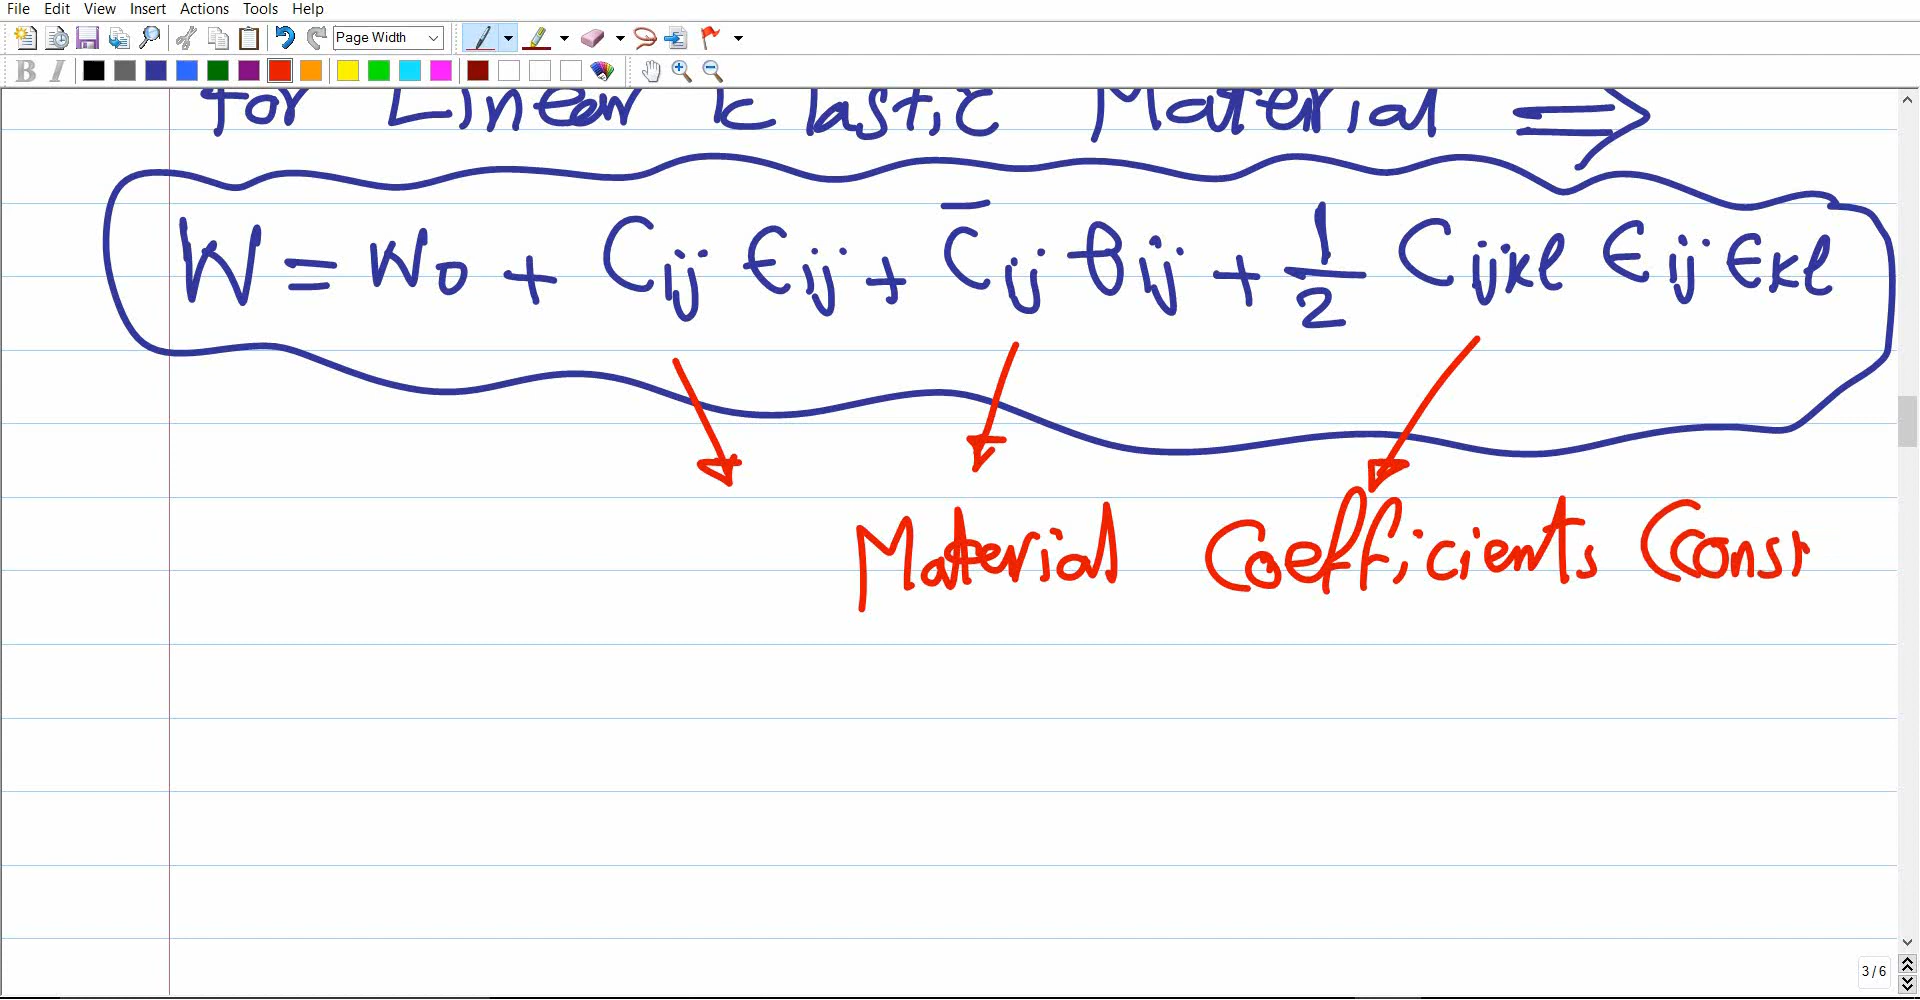 File Edit View Insert Actions Tools Help
Page Width
B I
for Linear Elastic Material ⟹
W = W₀ + Cᵢⱼ ϵᵢⱼ + C̅ᵢⱼ θᵢⱼ + 1/2 Cᵢⱼₖℓ ϵᵢⱼ ϵₖℓ
Material Coefficients (Const
3 / 6